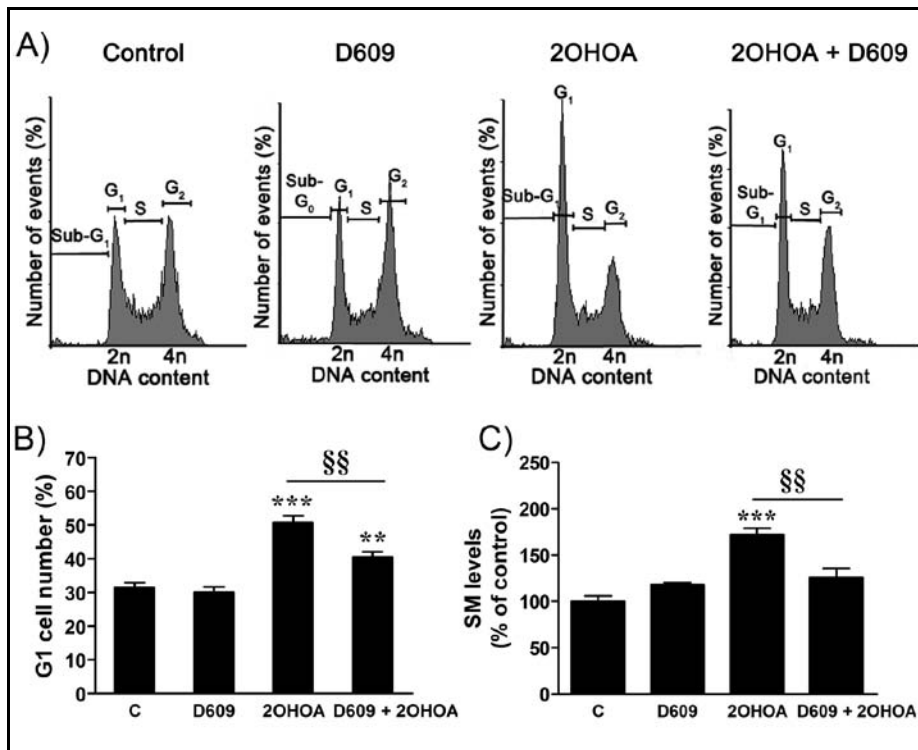 A)
Control
D609
2OHOA
2OHOA + D609
Number of events (%)
Sub-G₁
G₁
S
G₂
2n
4n
DNA content
Number of events (%)
Sub-
G₀
G₁
S
G₂
2n
4n
DNA content
Number of events (%)
Sub-G₁
G₁
S
G₂
2n
4n
DNA content
Number of events (%)
Sub-
G₁
G₁
S
G₂
2n
4n
DNA content
B)
G1 cell number (%)
70
60
50
40
30
20
10
0
***
§§
**
C
D609
2OHOA
D609 + 2OHOA
C)
SM levels
(% of control)
250
200
150
100
50
0
***
§§
C
D609
2OHOA
D609 + 2OHOA